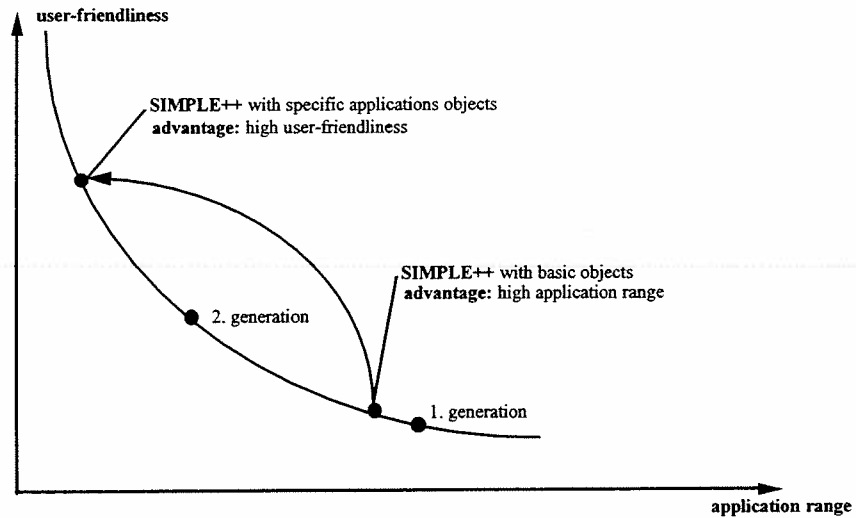 user-friendliness
SIMPLE++ with specific applications objects
advantage: high user-friendliness
SIMPLE++ with basic objects
advantage: high application range
2. generation
1. generation
application range